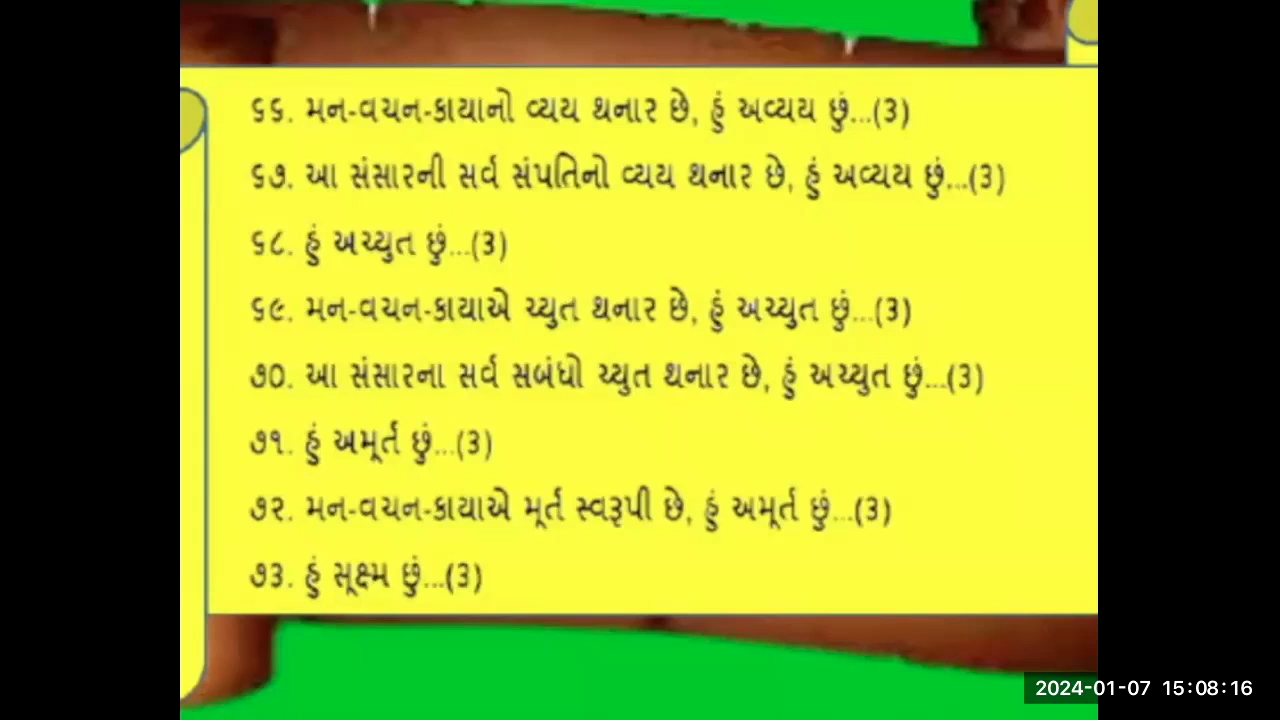 ૬૬. મન-વચન-કાયાનો વ્યય થનાર છે, હું અવ્યય છું...(3)
૬૭. આ સંસારની સર્વ સંપતિનો વ્યય થનાર છે, હું અવ્યય છું...(3)
૬૮. હું અચ્યુત છું...(3)
૬૯. મન-વચન-કાયાએ ચ્યુત થનાર છે, હું અચ્યુત છું...(3)
૭૦. આ સંસારના સર્વ સબંધો ચ્યુત થનાર છે, હું અચ્યુત છું...(3)
૭૧. હું અમૂર્ત છું...(3)
૭૨. મન-વચન-કાયાએ મૂર્ત સ્વરૂપી છે, હું અમૂર્ત છું...(3)
૭૩. હું સૂક્ષ્મ છું...(3)
2024-01-07 15:08:16